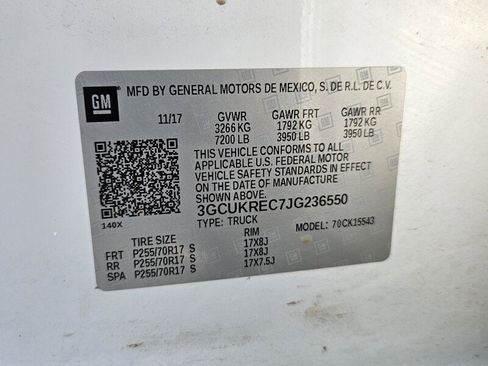 MFD BY GENERAL MOTORS DE MEXICO, S. DE R.L. DE C.V.
GM
11/17 GVWR GAWR FRT GAWR RR
3266 KG 1792 KG 1792 KG
7200 LB 3950 LB 3950 LB
THIS VEHICLE CONFORMS TO ALL
APPLICABLE U.S. FEDERAL MOTOR
VEHICLE SAFETY STANDARDS IN EFFECT
ON THE DATE OF MANUFACTURE SHOWN ABOVE.
3GCUKREC7JG236550
140X TYPE: TRUCK MODEL: 70CK15543
TIRE SIZE RIM
FRT P255/70R17 S 17X8J
RR P255/70R17 S 17X8J
SPA P255/70R17 S 17X7.5J